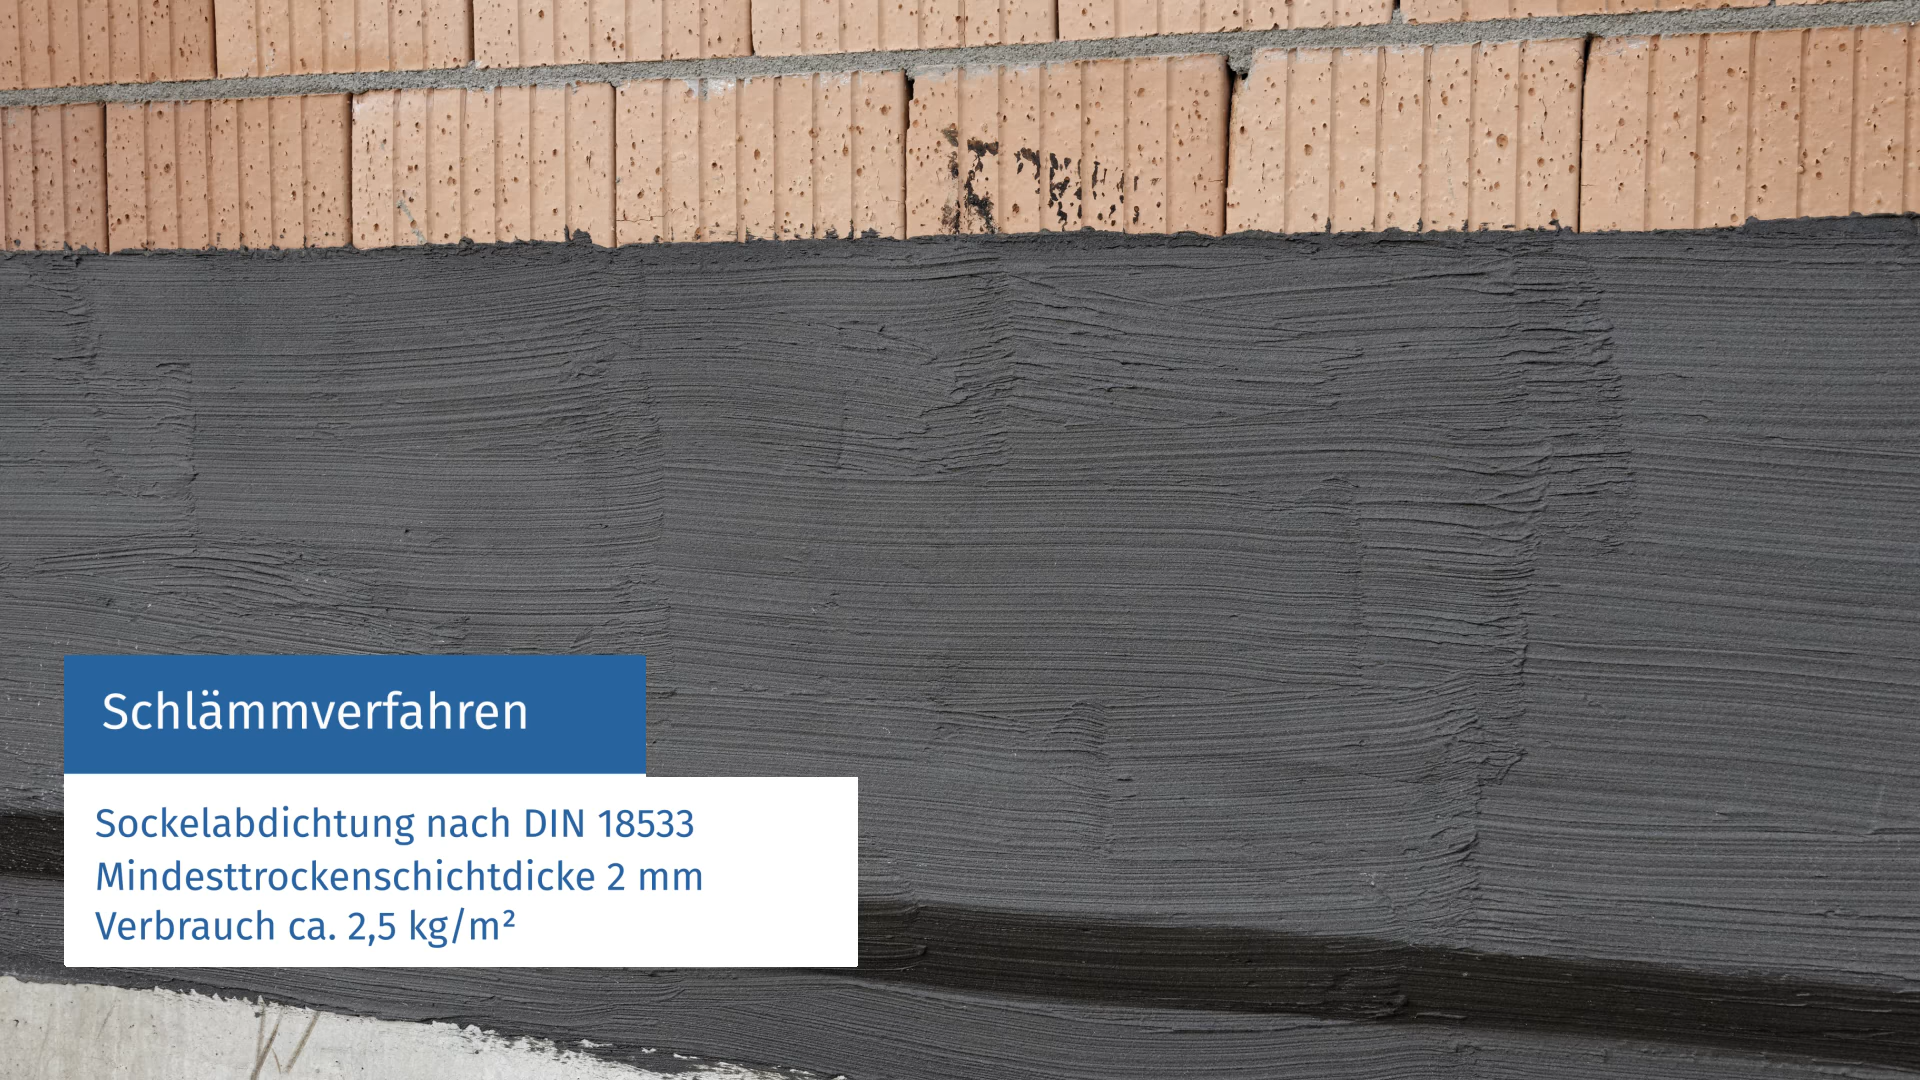 Schlämmverfahren
Sockelabdichtung nach DIN 18533
Mindesttrockenschichtdicke 2 mm
Verbrauch ca. 2,5 kg/m²